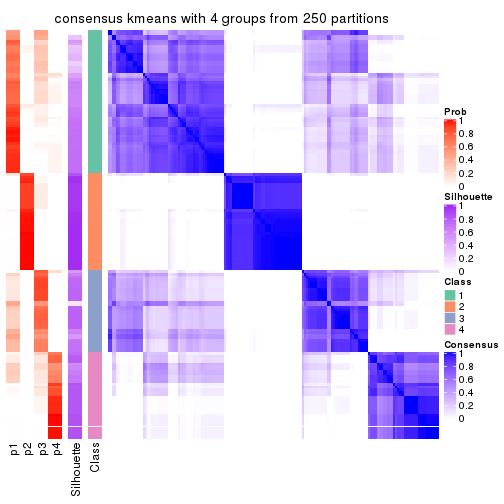 consensus kmeans with 4 groups from 250 partitions
Prob
1
0.8
0.6
0.4
0.2
0
Silhouette
1
0.8
0.6
0.4
0.2
0
Class
1
2
3
4
Consensus
1
0.8
0.6
0.4
0.2
0
p1
p2
p3
p4
Silhouette
Class